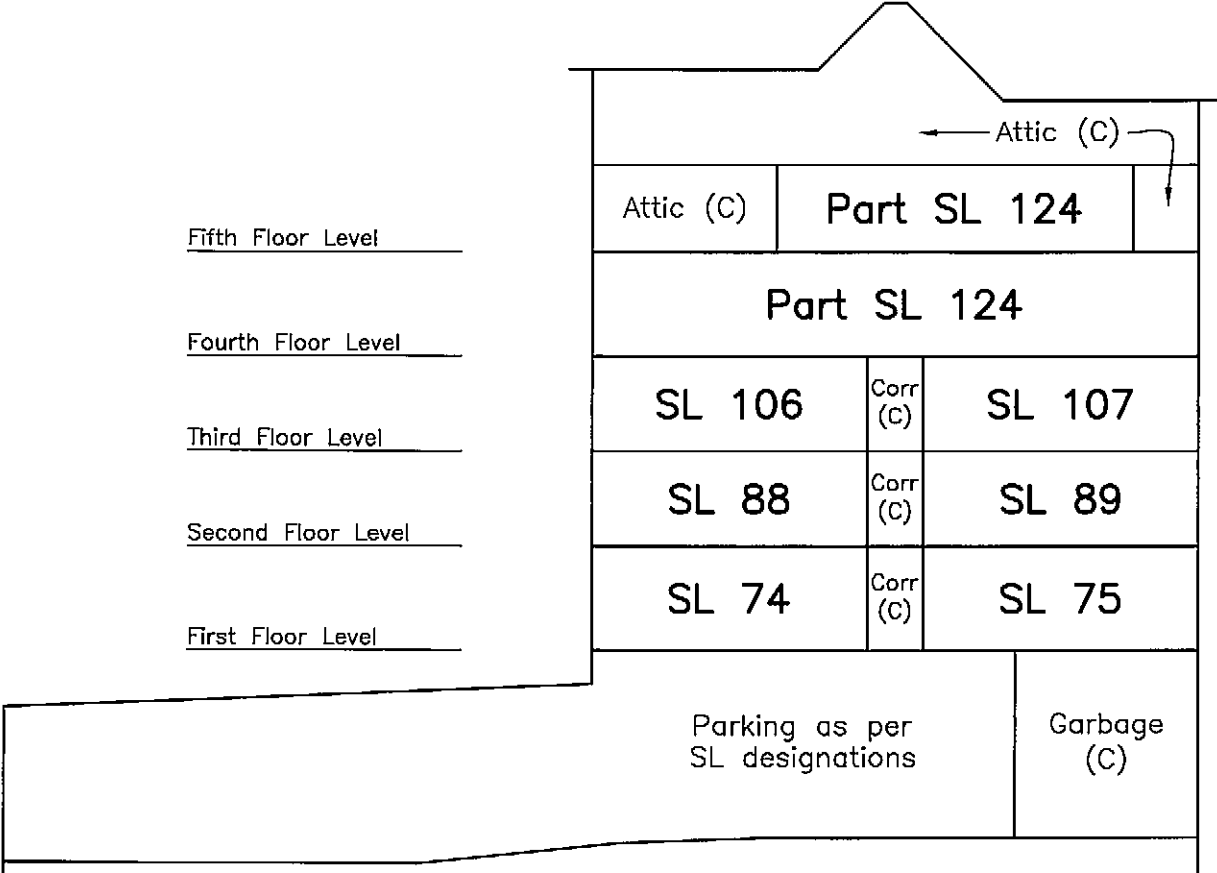 Attic (C)
Attic (C)
Part SL 124
Fifth Floor Level
Part SL 124
Fourth Floor Level
SL 106
Corr
(C)
SL 107
Third Floor Level
SL 88
Corr
(C)
SL 89
Second Floor Level
SL 74
Corr
(C)
SL 75
First Floor Level
Parking as per
SL designations
Garbage
(C)